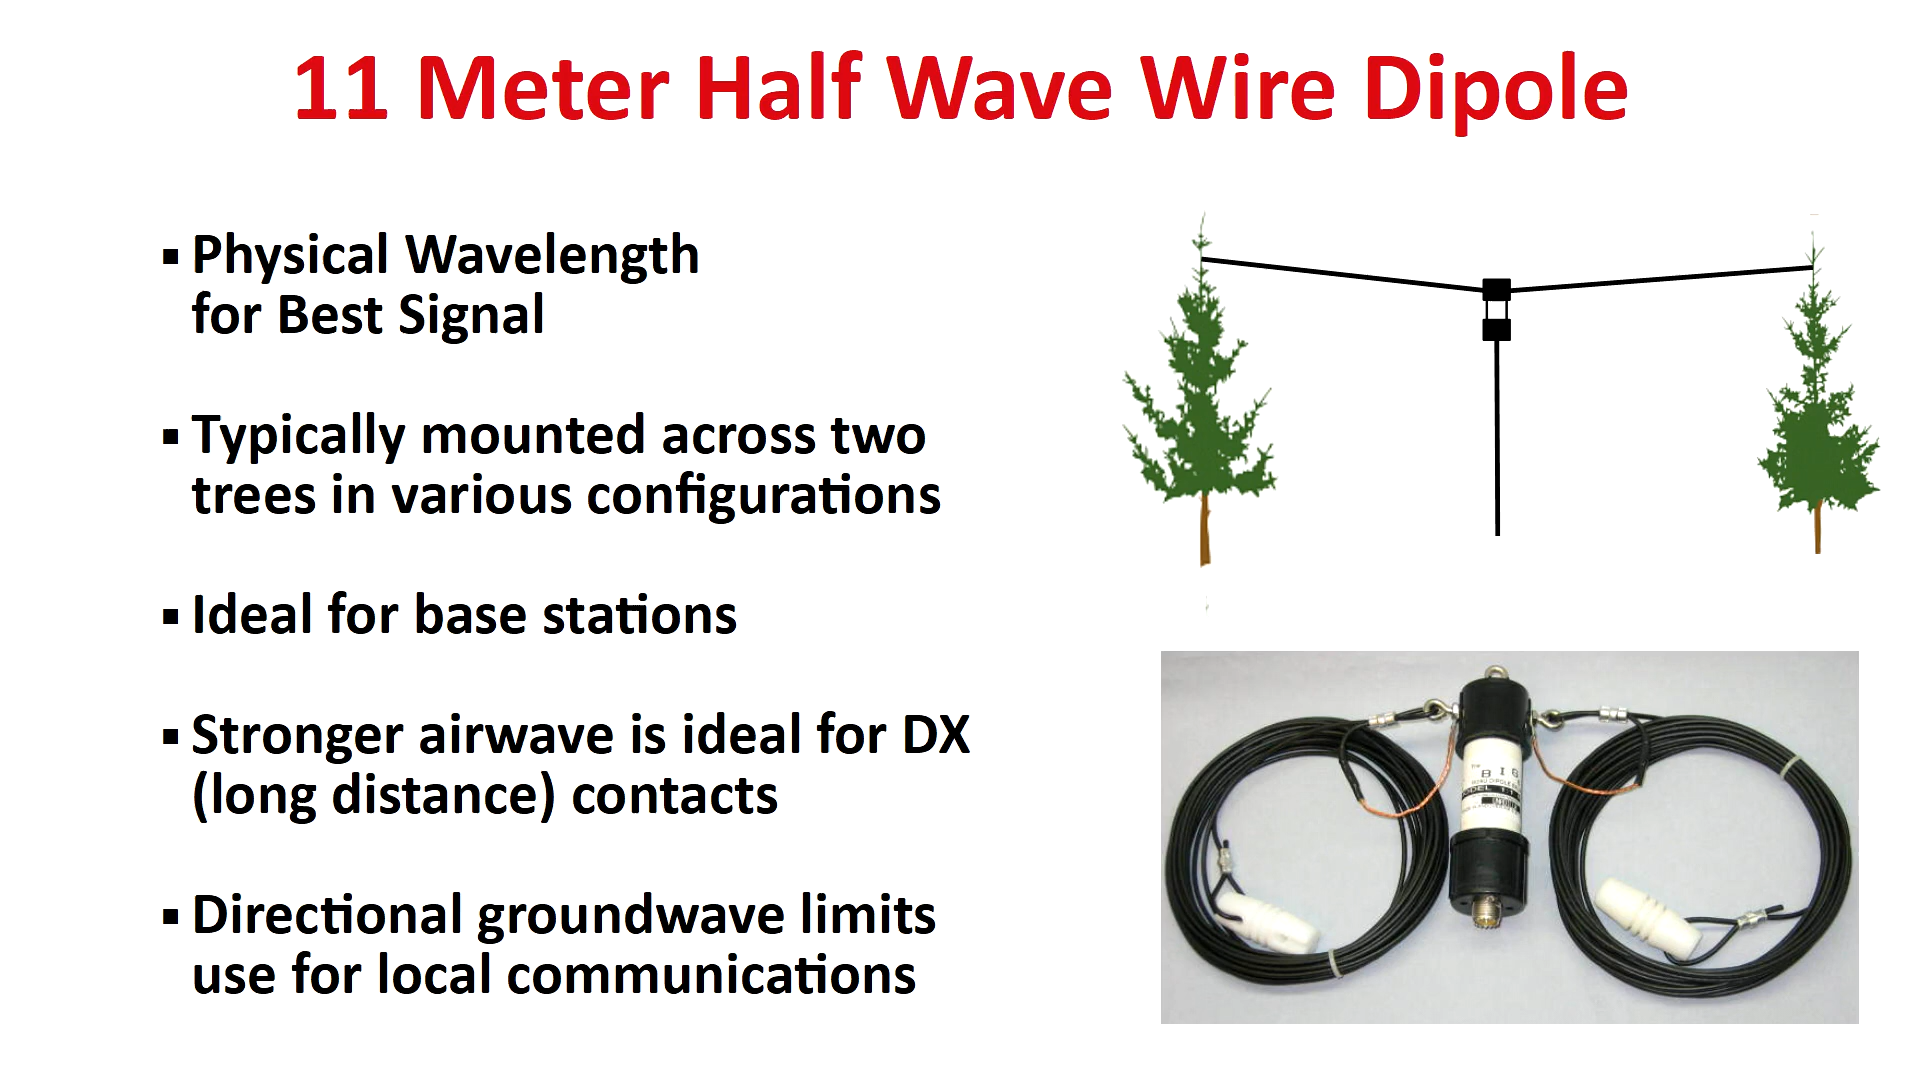 11 Meter Half Wave Wire Dipole
▪ Physical Wavelength
for Best Signal
▪ Typically mounted across two
trees in various configurations
▪ Ideal for base stations
▪ Stronger airwave is ideal for DX
(long distance) contacts
▪ Directional groundwave limits
use for local communications